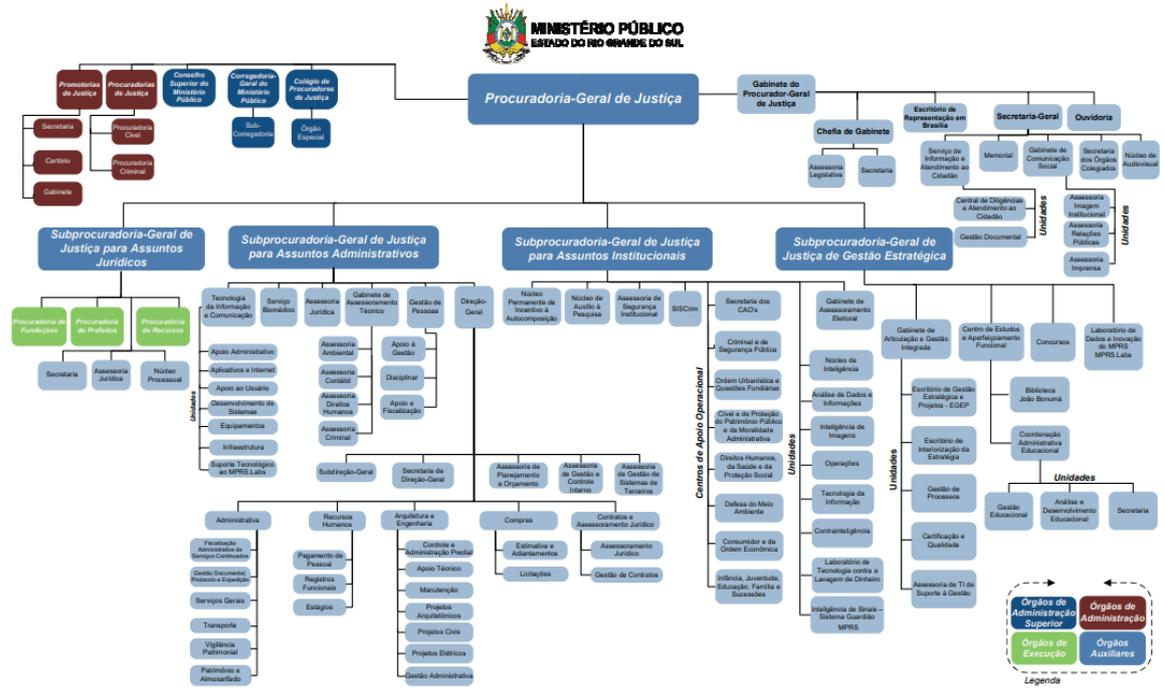 MINISTÉRIO PÚBLICO
ESTADO DO RIO GRANDE DO SUL
Promotorias
de Justiça
Procuradorias
de Justiça
Conselho
Superior do
Ministério
Público
Corregedoria-
Geral do
Ministério
Público
Colégio de
Procuradores
de Justiça
Procuradoria-Geral de Justiça
Gabinete do
Procurador-Geral
de Justiça
Secretaria
Cartório
Gabinete
Procuradoria
Cível
Procuradoria
Criminal
Sub-
Corregedoria
Órgão
Especial
Chefia de Gabinete
Assessoria
Legislativa
Secretaria
Escritório de
Representação em
Brasília
Secretaria-Geral
Ouvidoria
Serviço de
Informação e
Atendimento ao
Cidadão
Memorial
Gabinete de
Comunicação
Social
Secretaria
dos Órgãos
Colegiados
Núcleo de
Audiovisual
Central de Diligências
e Atendimento ao
Cidadão
Gestão Documental
Unidades
Assessoria
Imagem
Institucional
Assessoria
Relações
Públicas
Assessoria
Imprensa
Unidades
Subprocuradoria-Geral de
Justiça para Assuntos
Jurídicos
Subprocuradoria-Geral de Justiça
para Assuntos Administrativos
Subprocuradoria-Geral de Justiça
para Assuntos Institucionais
Subprocuradoria-Geral de
Justiça de Gestão Estratégica
Procuradoria de
Fundações
Procuradoria
de Prefeitos
Procuradoria
de Recursos
Secretaria
Assessoria
Jurídica
Núcleo
Processual
Tecnologia
da Informação
e Comunicação
Serviço
Biomédico
Assessoria
Jurídica
Gabinete de
Assessoramento
Técnico
Gestão de
Pessoas
Direção-
Geral
Unidades
Apoio Administrativo
Aplicativos e Internet
Apoio ao Usuário
Desenvolvimento de
Sistemas
Equipamentos
Infraestrutura
Suporte Tecnológico
ao MPRS Labs
Assessoria
Ambiental
Assessoria
Contábil
Assessoria
Direitos
Humanos
Assessoria
Criminal
Apoio à
Gestão
Disciplinar
Apoio e
Fiscalização
Subdireção-Geral
Secretaria da
Direção-Geral
Assessoria de
Planejamento
e Orçamento
Assessoria
de Gestão e
Controle
Interno
Assessoria
de Gestão de
Sistemas de
Terceiros
Administrativa
Fiscalização
Administrativa de
Serviços Continuados
Gestão Documental,
Protocolo e Expedição
Serviços Gerais
Transporte
Vigilância
Patrimonial
Patrimônio e
Almoxarifado
Recursos
Humanos
Pagamento de
Pessoal
Registros
Funcionais
Estágios
Arquitetura e
Engenharia
Controle e
Administração Predial
Apoio Técnico
Manutenção
Projetos
Arquitetônicos
Projetos Civis
Projetos Elétricos
Gestão Administrativa
Compras
Estimativa e
Adiantamentos
Licitações
Contratos e
Assessoramento Jurídico
Assessoramento
Jurídico
Gestão de Contratos
Núcleo
Permanente de
Incentivo à
Autocomposição
Núcleo de
Auxílio à
Pesquisa
Assessoria de
Segurança
Institucional
SISCrim
Centros de Apoio Operacional
Secretaria dos
CAO's
Criminal e de
Segurança Pública
Ordem Urbanística e
Questões Fundiárias
Cível e de Proteção
do Patrimônio Público
e da Moralidade
Administrativa
Direitos Humanos,
da Saúde e da
Proteção Social
Defesa do Meio
Ambiente
Consumidor e da
Ordem Econômica
Infância, Juventude,
Educação, Família e
Sucessões
Gabinete de
Assessoramento
Eleitoral
Unidades
Núcleo de
Inteligência
Análise de Dados e
Informações
Inteligência de
Imagens
Operações
Tecnologia da
Informação
Contrainteligência
Laboratório de
Tecnologia contra a
Lavagem de Dinheiro
Inteligência de Sinais –
Sistema Guardião
MPRS
Gabinete de
Articulação e Gestão
Integrada
Centro de Estudos
e Aperfeiçoamento
Funcional
Concursos
Laboratório de
Dados e Inovação
do MPRS
MPRS.Labs
Unidades
Escritório de Gestão
Estratégica e
Projetos - EGEP
Escritório de
Interiorização da
Estratégia
Gestão de
Processos
Certificação e
Qualidade
Assessoria de TI de
Suporte à Gestão
Biblioteca
João Bonumá
Coordenação
Administrativa
Educacional
Unidades
Gestão
Educacional
Análise e
Desenvolvimento
Educacional
Secretaria
Órgãos de
Administração
Superior
Órgãos de
Administração
Órgãos de
Execução
Órgãos
Auxiliares
Legenda